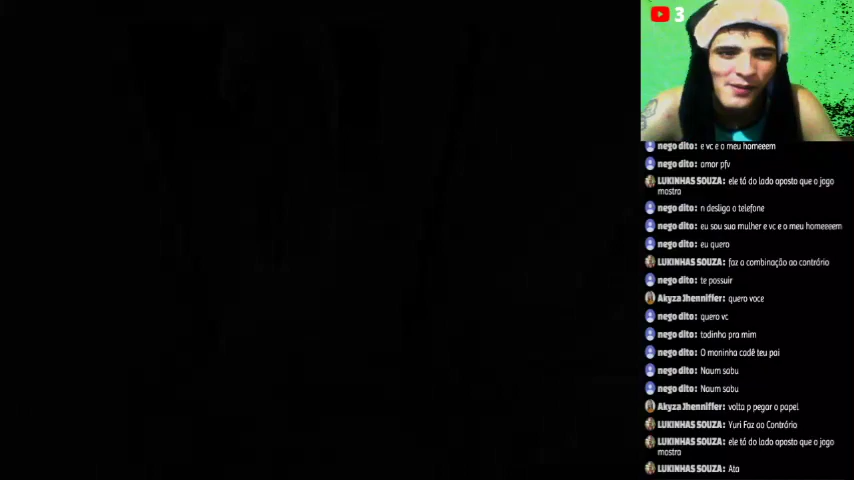 3
nego dito: e vc e o meu homeeem
nego dito: amor pfv
LUKINHAS SOUZA: ele tá do lado oposto que o jogo
mostra
nego dito: n desliga o telefone
nego dito: eu sou sua mulher e vc e o meu homeeeem
nego dito: eu quero
LUKINHAS SOUZA: faz a combinação ao contrário
nego dito: te possuir
Akyza Jhenniffer: quero voce
nego dito: quero vc
nego dito: todinho pra mim
nego dito: O moninha cadê teu pai
nego dito: Naum sabu
nego dito: Naum sabu
Akyza Jhenniffer: volta p pegar o papel
LUKINHAS SOUZA: Yuri Faz ao Contrário
LUKINHAS SOUZA: ele tá do lado oposto que o jogo
mostra
LUKINHAS SOUZA: Ata